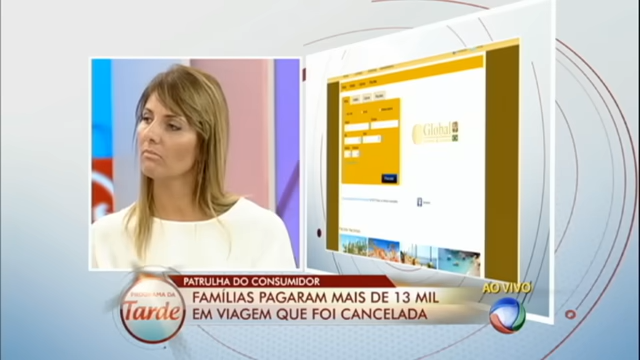 Global
PATRULHA DO CONSUMIDOR
PROGRAMA DA
Tarde
FAMÍLIAS PAGARAM MAIS DE 13 MIL
EM VIAGEM QUE FOI CANCELADA
AO VIVO